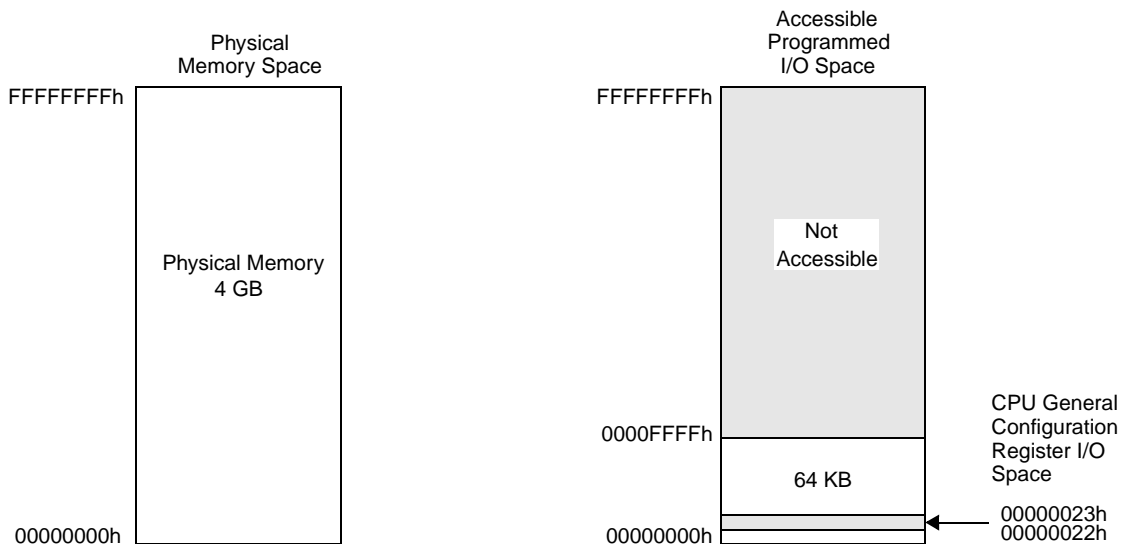 Physical
Memory Space
FFFFFFFFh
Physical Memory
4 GB
00000000h
Accessible
Programmed
I/O Space
FFFFFFFFh
Not
Accessible
0000FFFFh
64 KB
00000000h
CPU General
Configuration
Register I/O
Space
00000023h
00000022h